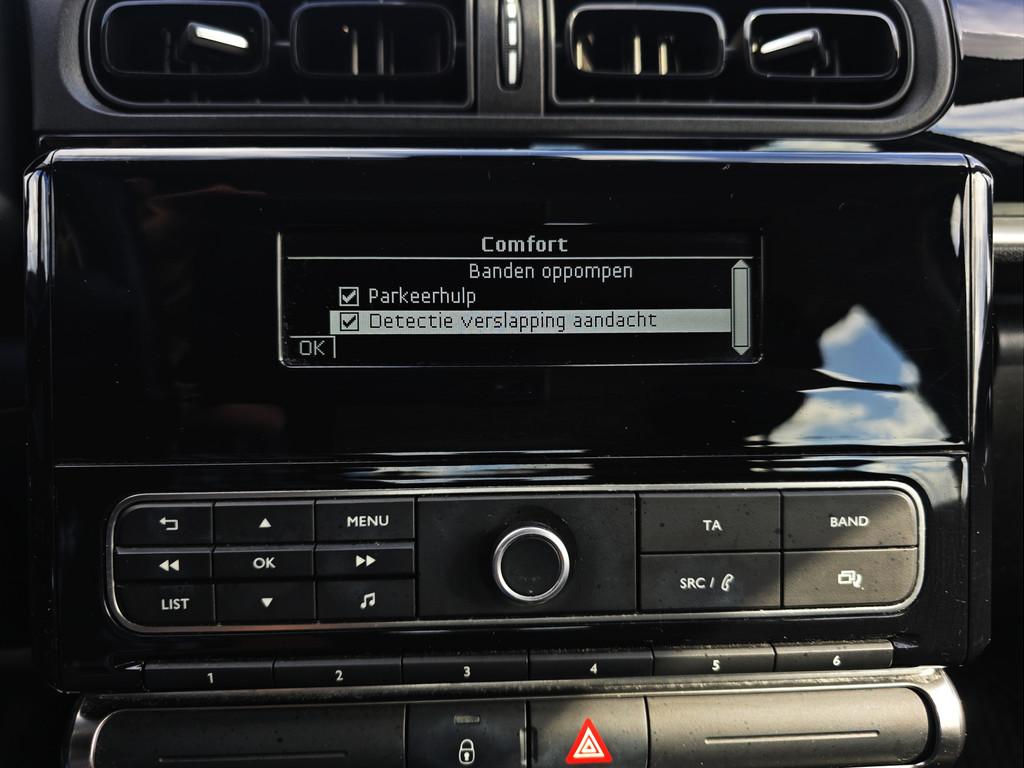 Comfort
Banden oppompen
Parkeerhulp
Detectie verslapping aandacht
OK
MENU
TA
BAND
OK
SRC /
LIST
1 2 3 4 5 6